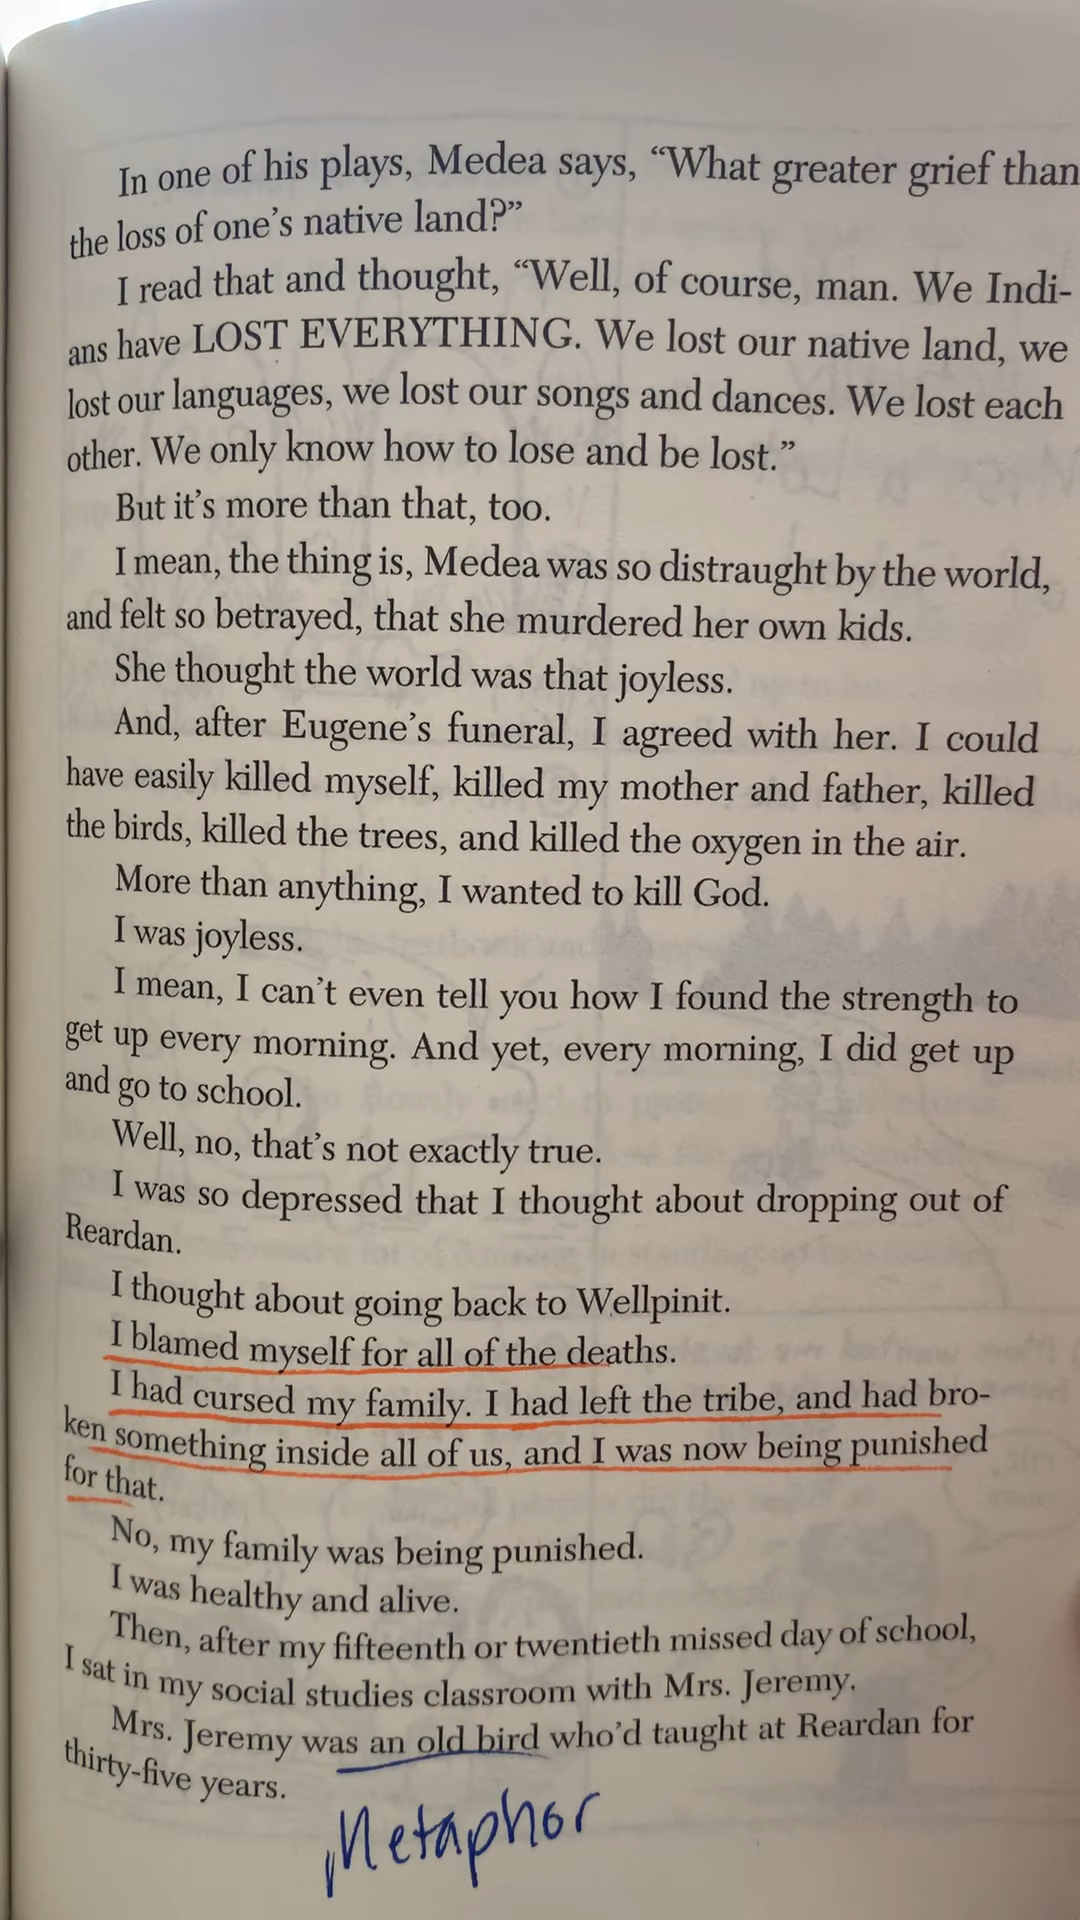 In one of his plays, Medea says, “What greater grief than
the loss of one’s native land?”
I read that and thought, “Well, of course, man. We Indi-
ans have LOST EVERYTHING. We lost our native land, we
lost our languages, we lost our songs and dances. We lost each
other. We only know how to lose and be lost.”
But it’s more than that, too.
I mean, the thing is, Medea was so distraught by the world,
and felt so betrayed, that she murdered her own kids.
She thought the world was that joyless.
And, after Eugene’s funeral, I agreed with her. I could
have easily killed myself, killed my mother and father, killed
the birds, killed the trees, and killed the oxygen in the air.
More than anything, I wanted to kill God.
I was joyless.
I mean, I can’t even tell you how I found the strength to
get up every morning. And yet, every morning, I did get up
and go to school.
Well, no, that’s not exactly true.
I was so depressed that I thought about dropping out of
Reardan.
I thought about going back to Wellpinit.
I blamed myself for all of the deaths.
I had cursed my family. I had left the tribe, and had bro-
ken something inside all of us, and I was now being punished
for that.
No, my family was being punished.
I was healthy and alive.
Then, after my fifteenth or twentieth missed day of school,
I sat in my social studies classroom with Mrs. Jeremy.
Mrs. Jeremy was an old bird who’d taught at Reardan for
thirty-five years.
Metaphor